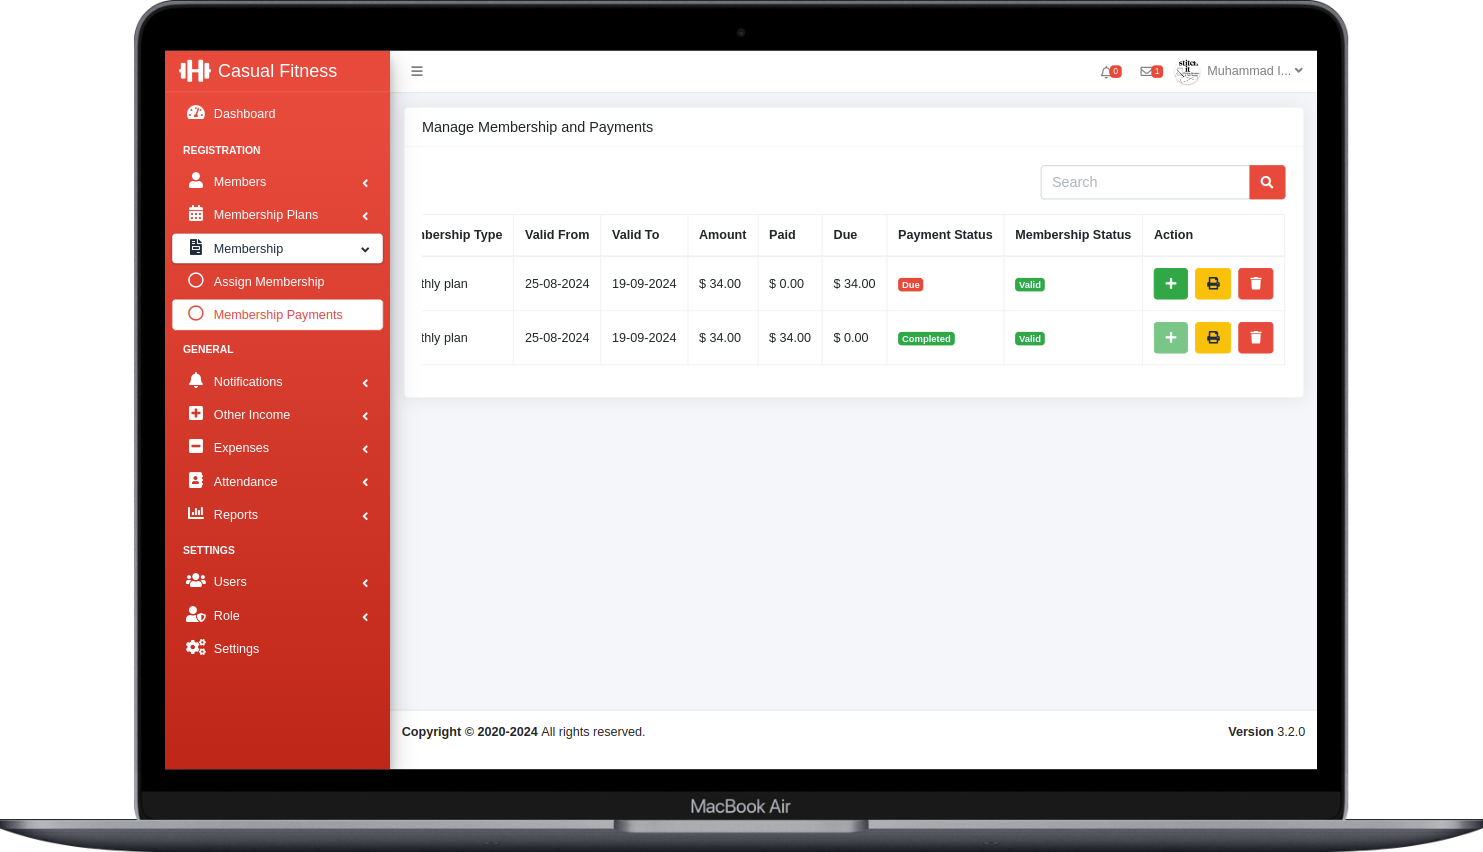 Casual Fitness
0
1
Muhammad I...
Dashboard
REGISTRATION
Members
Membership Plans
Membership
Assign Membership
Membership Payments
GENERAL
Notifications
Other Income
Expenses
Attendance
Reports
SETTINGS
Users
Role
Settings
Manage Membership and Payments
Search
bership Type Valid From Valid To Amount Paid Due Payment Status Membership Status Action
thly plan 25-08-2024 19-09-2024 $ 34.00 $ 0.00 $ 34.00 Due Valid
thly plan 25-08-2024 19-09-2024 $ 34.00 $ 34.00 $ 0.00 Completed Valid
Copyright © 2020-2024 All rights reserved.
Version 3.2.0
MacBook Air